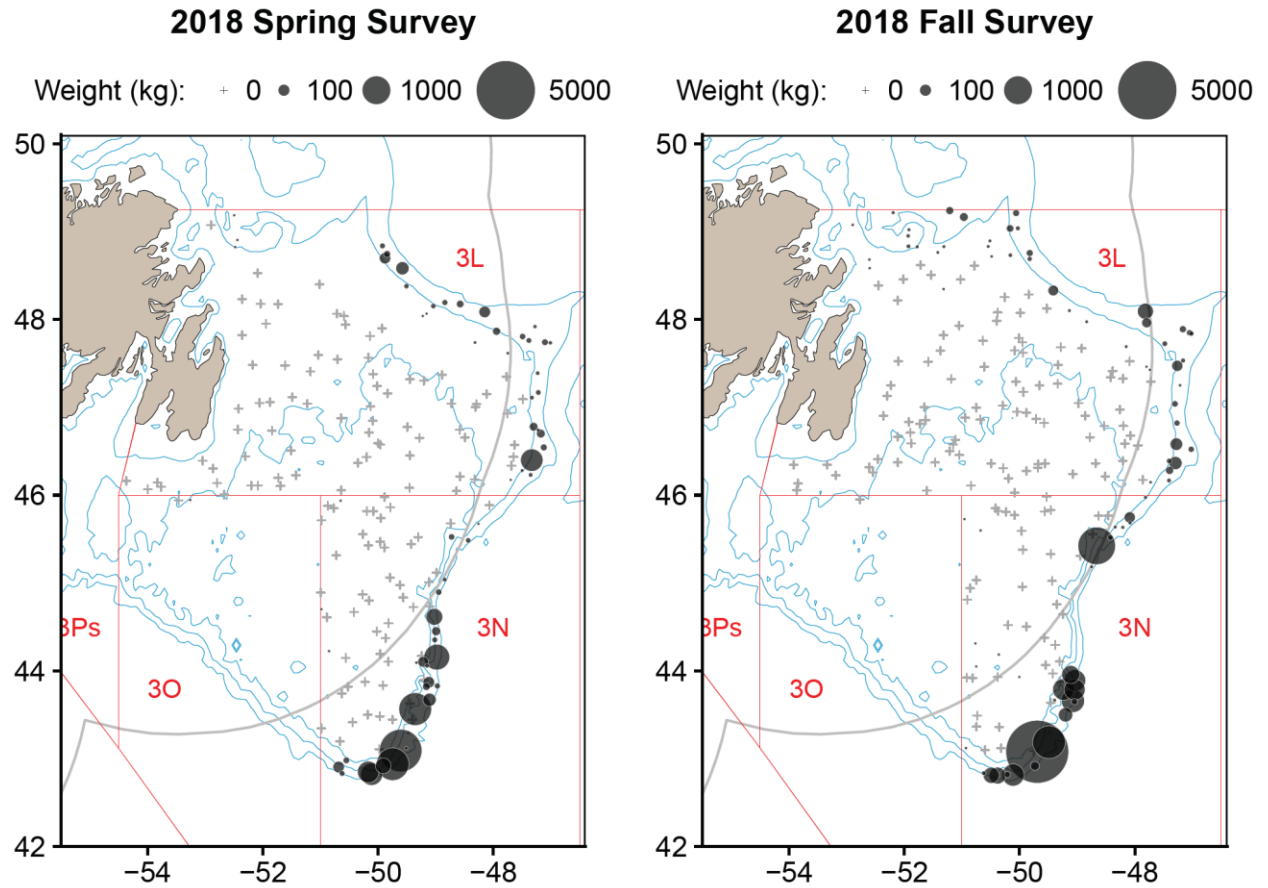 2018 Spring Survey
Weight (kg): + 0 100 1000 5000
50
48
46
44
42
3L
3N
3O
3Ps
−54 −52 −50 −48
2018 Fall Survey
Weight (kg): + 0 100 1000 5000
50
48
46
44
42
3L
3N
3O
3Ps
−54 −52 −50 −48